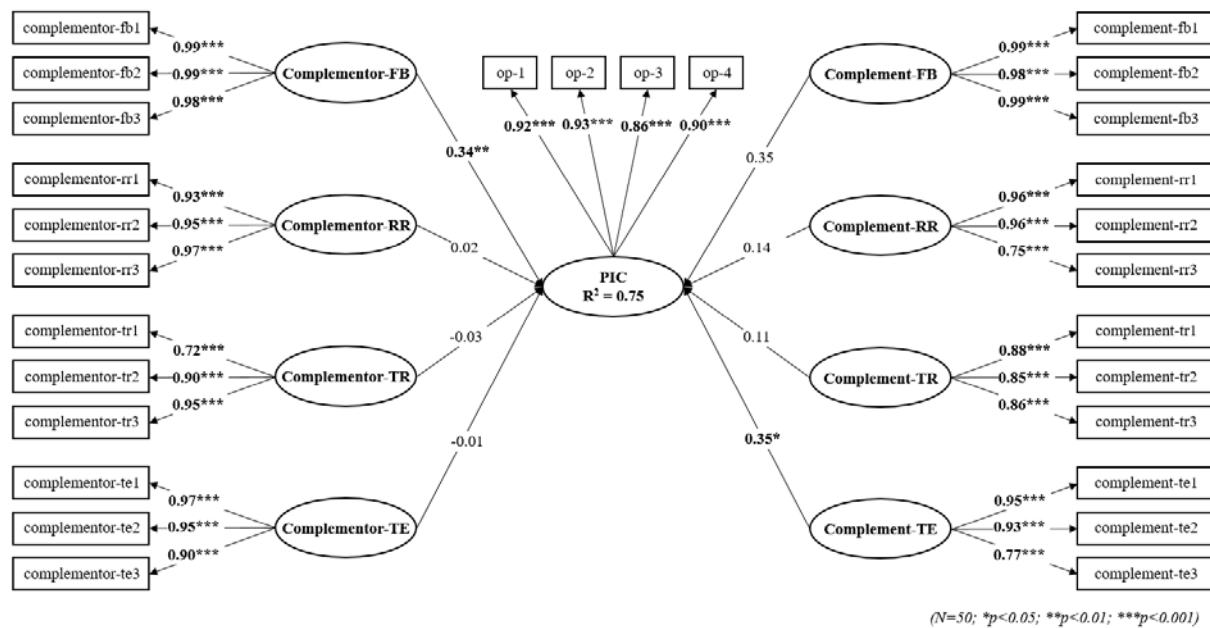 complementor-fb1
0.99***
complementor-fb2
0.99***
complementor-fb3
0.98***
Complementor-FB
0.34**
complementor-rr1
0.93***
complementor-rr2
0.95***
complementor-rr3
0.97***
Complementor-RR
0.02
complementor-tr1
0.72***
complementor-tr2
0.90***
complementor-tr3
0.95***
Complementor-TR
-0.03
complementor-te1
0.97***
complementor-te2
0.95***
complementor-te3
0.90***
Complementor-TE
-0.01
op-1
op-2
op-3
op-4
0.92***
0.93***
0.86***
0.90***
PIC
R² = 0.75
Complement-FB
0.35
0.99***
complement-fb1
0.98***
complement-fb2
0.99***
complement-fb3
Complement-RR
0.14
0.96***
complement-rr1
0.96***
complement-rr2
0.75***
complement-rr3
Complement-TR
0.11
0.88***
complement-tr1
0.85***
complement-tr2
0.86***
complement-tr3
Complement-TE
0.35*
0.95***
complement-te1
0.93***
complement-te2
0.77***
complement-te3
(N=50; *p<0.05; **p<0.01; ***p<0.001)